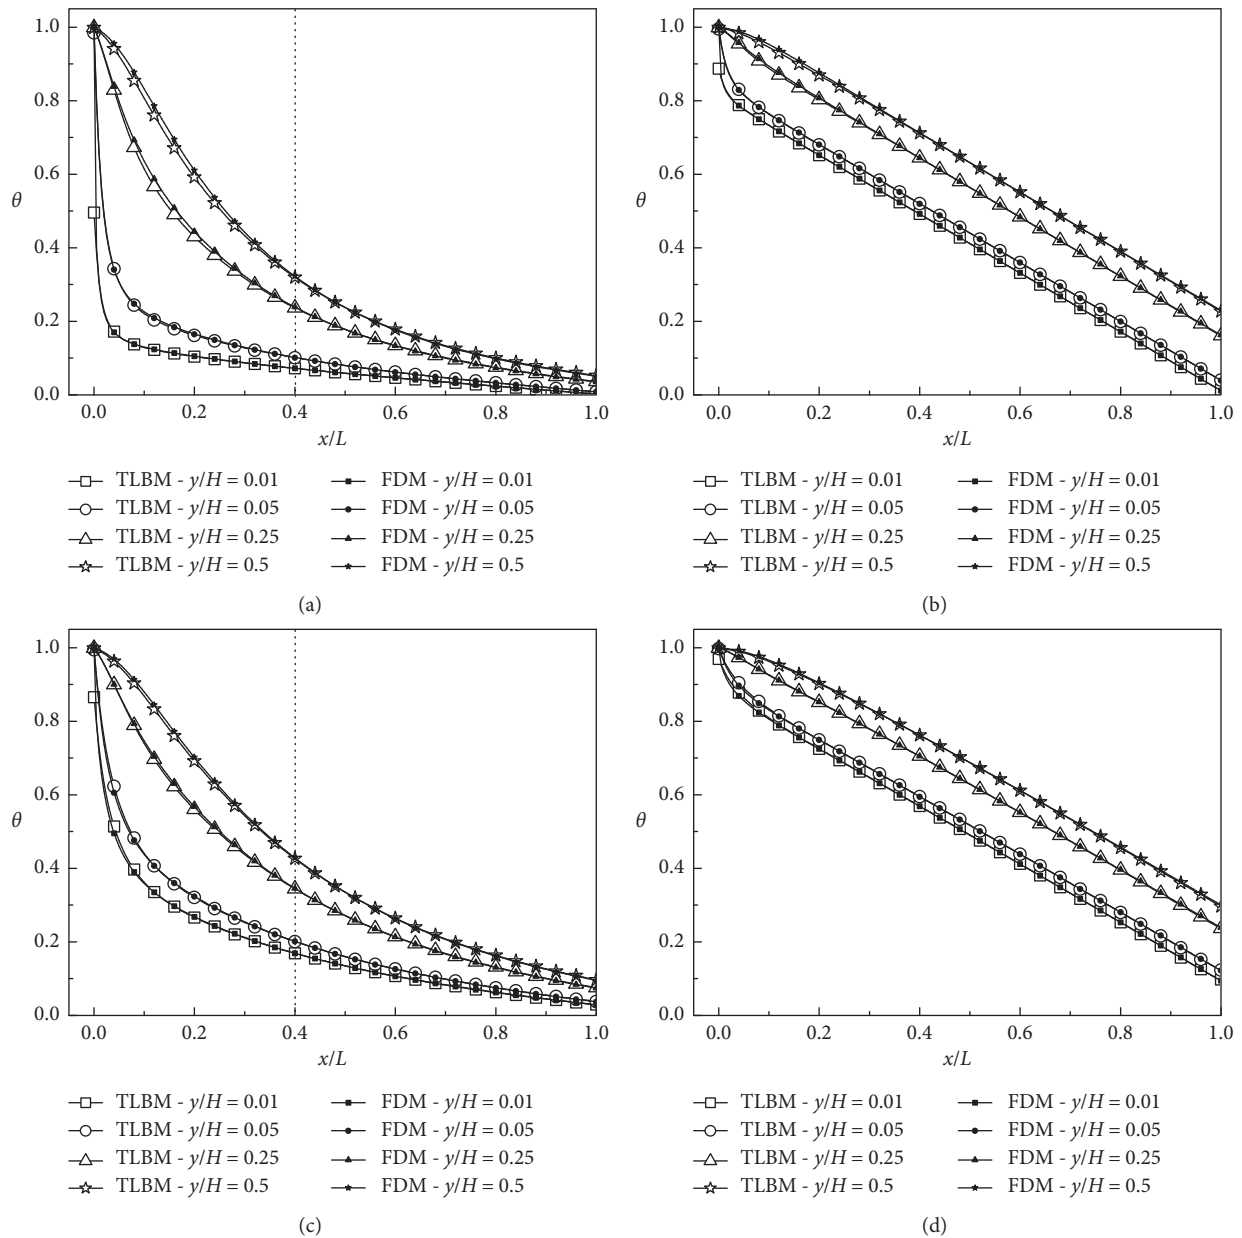 1.0
0.8
0.6
θ
0.4
0.2
0.0
0.0 0.2 0.4 0.6 0.8 1.0
x/L
TLBM - y/H = 0.01
TLBM - y/H = 0.05
TLBM - y/H = 0.25
TLBM - y/H = 0.5
FDM - y/H = 0.01
FDM - y/H = 0.05
FDM - y/H = 0.25
FDM - y/H = 0.5
(a)
1.0
0.8
0.6
θ
0.4
0.2
0.0
0.0 0.2 0.4 0.6 0.8 1.0
x/L
TLBM - y/H = 0.01
TLBM - y/H = 0.05
TLBM - y/H = 0.25
TLBM - y/H = 0.5
FDM - y/H = 0.01
FDM - y/H = 0.05
FDM - y/H = 0.25
FDM - y/H = 0.5
(b)
1.0
0.8
0.6
θ
0.4
0.2
0.0
0.0 0.2 0.4 0.6 0.8 1.0
x/L
TLBM - y/H = 0.01
TLBM - y/H = 0.05
TLBM - y/H = 0.25
TLBM - y/H = 0.5
FDM - y/H = 0.01
FDM - y/H = 0.05
FDM - y/H = 0.25
FDM - y/H = 0.5
(c)
1.0
0.8
0.6
θ
0.4
0.2
0.0
0.0 0.2 0.4 0.6 0.8 1.0
x/L
TLBM - y/H = 0.01
TLBM - y/H = 0.05
TLBM - y/H = 0.25
TLBM - y/H = 0.5
FDM - y/H = 0.01
FDM - y/H = 0.05
FDM - y/H = 0.25
FDM - y/H = 0.5
(d)